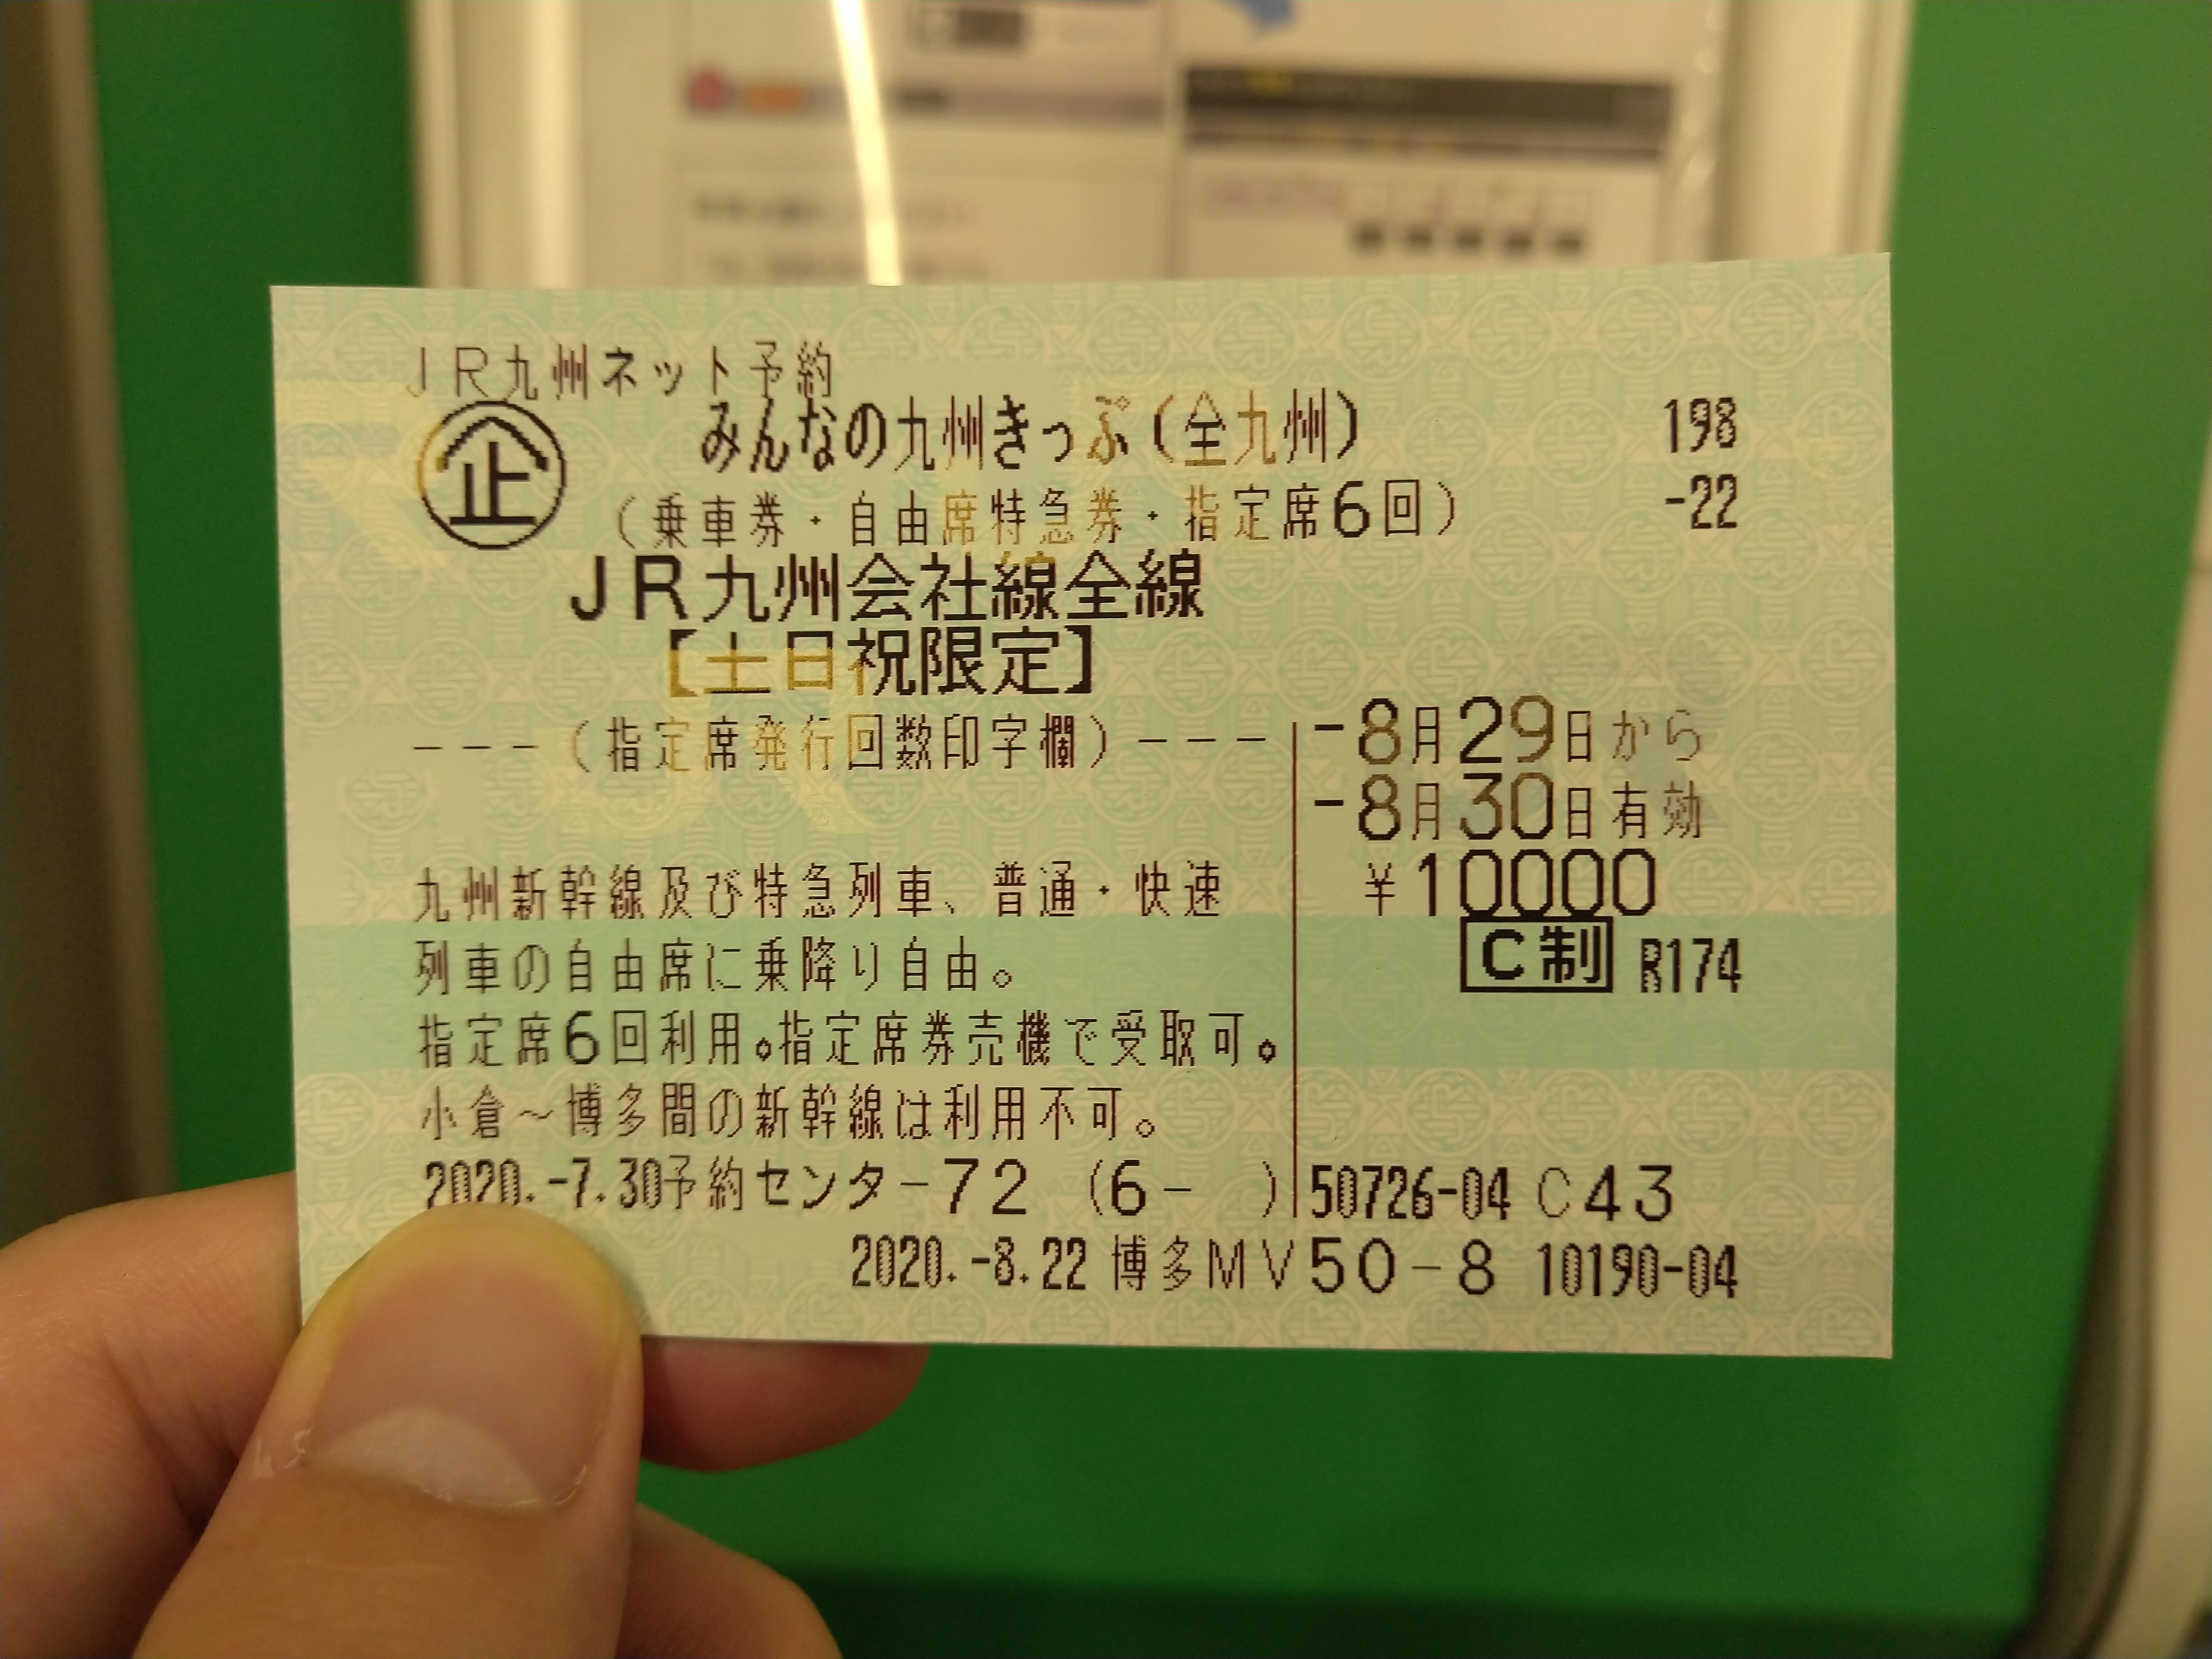 JR九州ネット予約
企 みんなの九州きっぷ(全九州) 198
(乗車券・自由席特急券・指定席6回) -22
JR九州会社線全線
【土日祝限定】
---(指定席発行回数印字欄)--- -8月29日から
-8月30日有効
九州新幹線及び特急列車、普通・快速 ¥10000
列車の自由席に乗降り自由。 C制 R174
指定席6回利用。指定席券売機で受取可。
小倉~博多間の新幹線は利用不可。
2020.-7.30予約センター72 (6- ) 50726-04 C43
2020.-8.22 博多MV50-8 10190-04